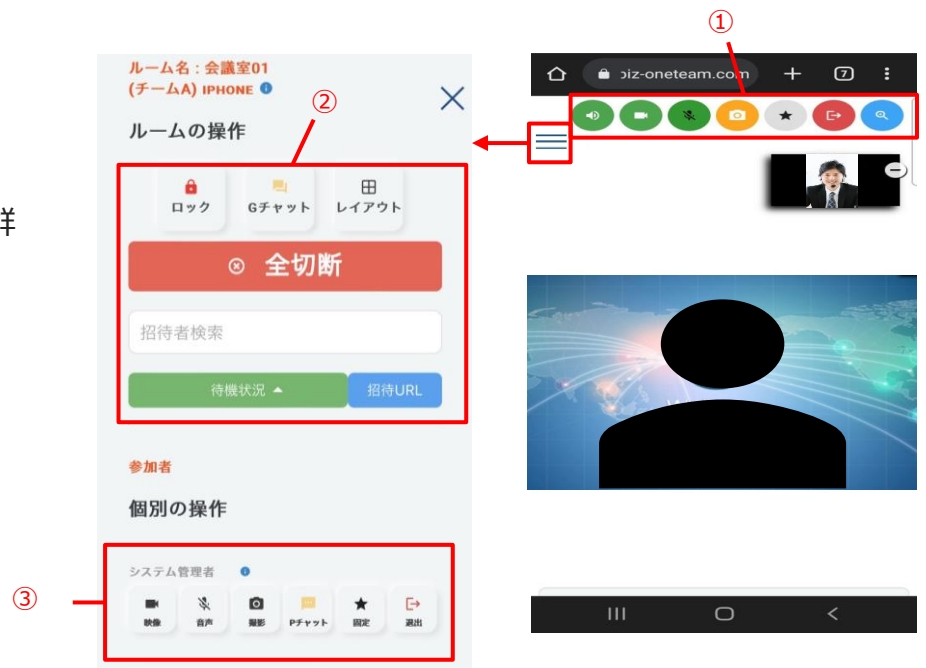 ①
ルーム名：会議室01
(チームA) IPHONE
②
ルームの操作
ロック
Gチャット
レイアウト
全切断
招待者検索
待機状況
招待URL
参加者
個別の操作
③
システム管理者
映像
音声
撮影
Pチャット
固定
退出
biz-oneteam.com
7